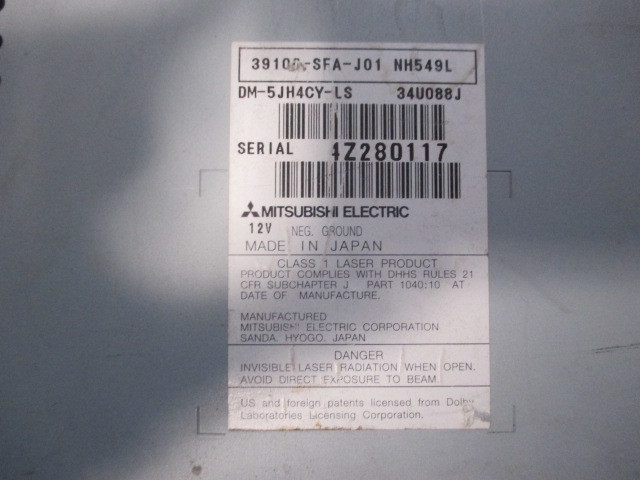 39100-SFA-J01 NH549L
DM-5JH4CY-LS 34U088J
SERIAL 4Z280117
MITSUBISHI ELECTRIC
12V NEG. GROUND
MADE IN JAPAN
CLASS 1 LASER PRODUCT
PRODUCT COMPLIES WITH DHHS RULES 21
CFR SUBCHAPTER J PART 1040:10 AT
DATE OF MANUFACTURE.
MANUFACTURED
MITSUBISHI ELECTRIC CORPORATION
SANDA, HYOGO, JAPAN
DANGER
INVISIBLE LASER RADIATION WHEN OPEN.
AVOID DIRECT EXPOSURE TO BEAM.
US and foreign patents licensed from Dolby
Laboratories Licensing Corporation.